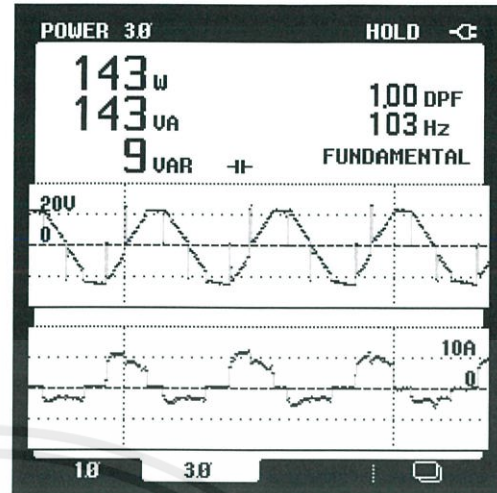 POWER 3.0̸ HOLD
143 W
143 VA
1.00 DPF
103 Hz
9 VAR
FUNDAMENTAL
20V
0
10A
0
1.0̸ 3.0̸